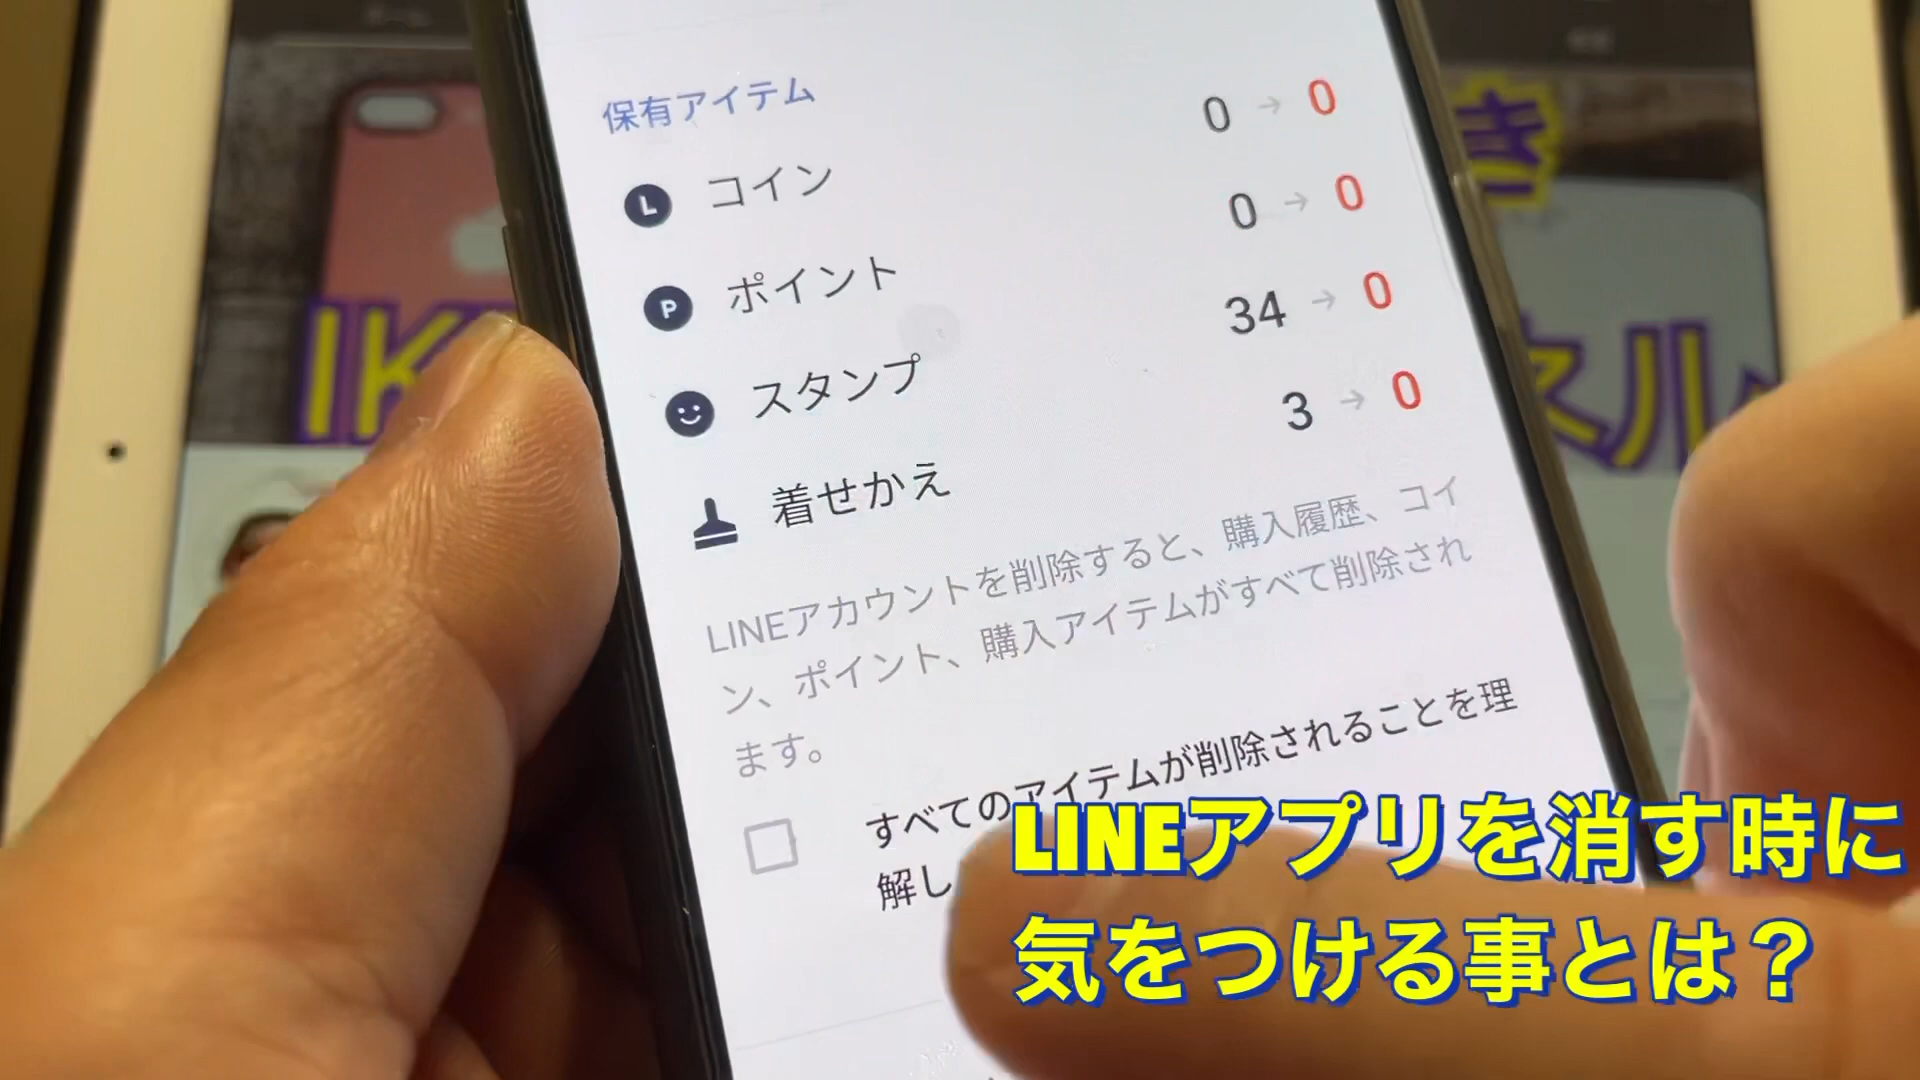 保有アイテム
コイン 0 → 0
ポイント 0 → 0
スタンプ 34 → 0
着せかえ 3 → 0
LINEアカウントを削除すると、購入履歴、コイ
ン、ポイント、購入アイテムがすべて削除され
ます。
すべてのアイテムが削除されることを理
解し
LINEアプリを消す時に
気をつける事とは？
き
IK
ネル